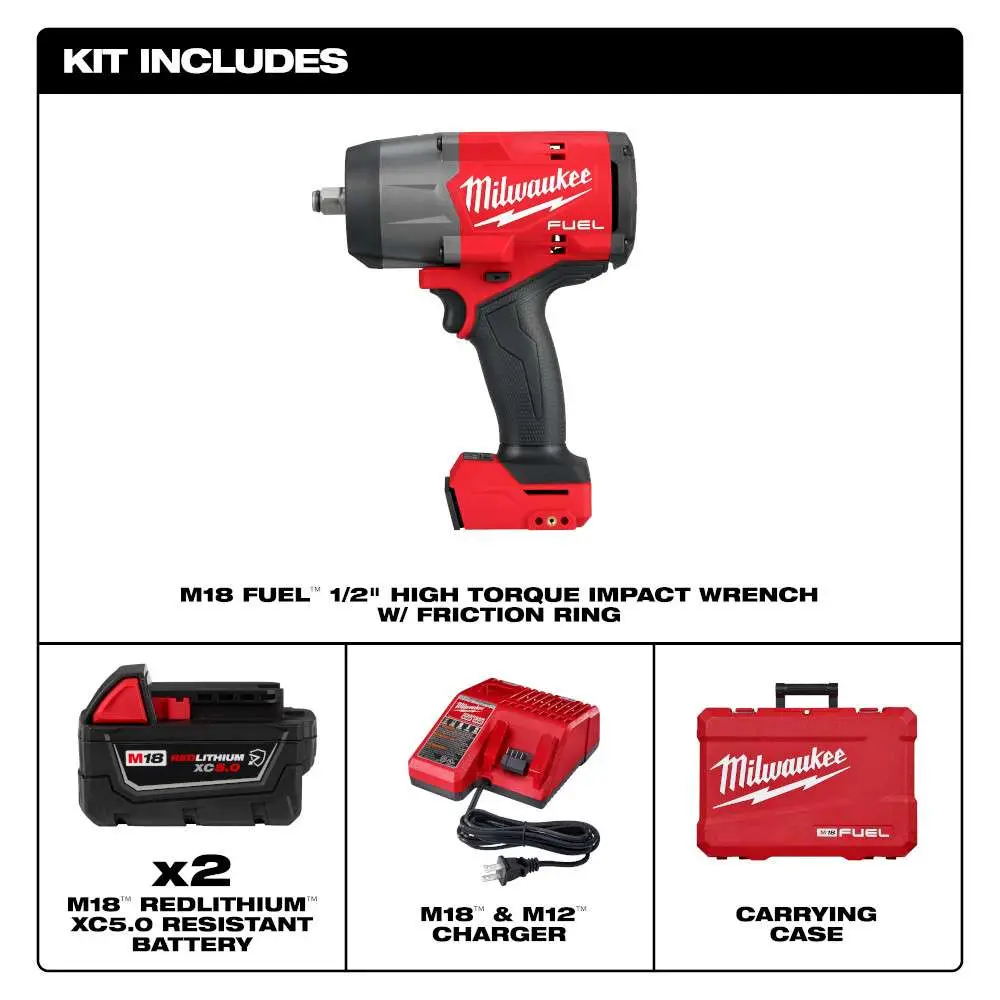 KIT INCLUDES
Milwaukee
FUEL
M18 FUEL™ 1/2" HIGH TORQUE IMPACT WRENCH
W/ FRICTION RING
M18 REDLITHIUM
XC5.0
x2
M18™ REDLITHIUM™
XC5.0 RESISTANT
BATTERY
Milwaukee
M18™ & M12™
CHARGER
Milwaukee
M18 FUEL
CARRYING
CASE